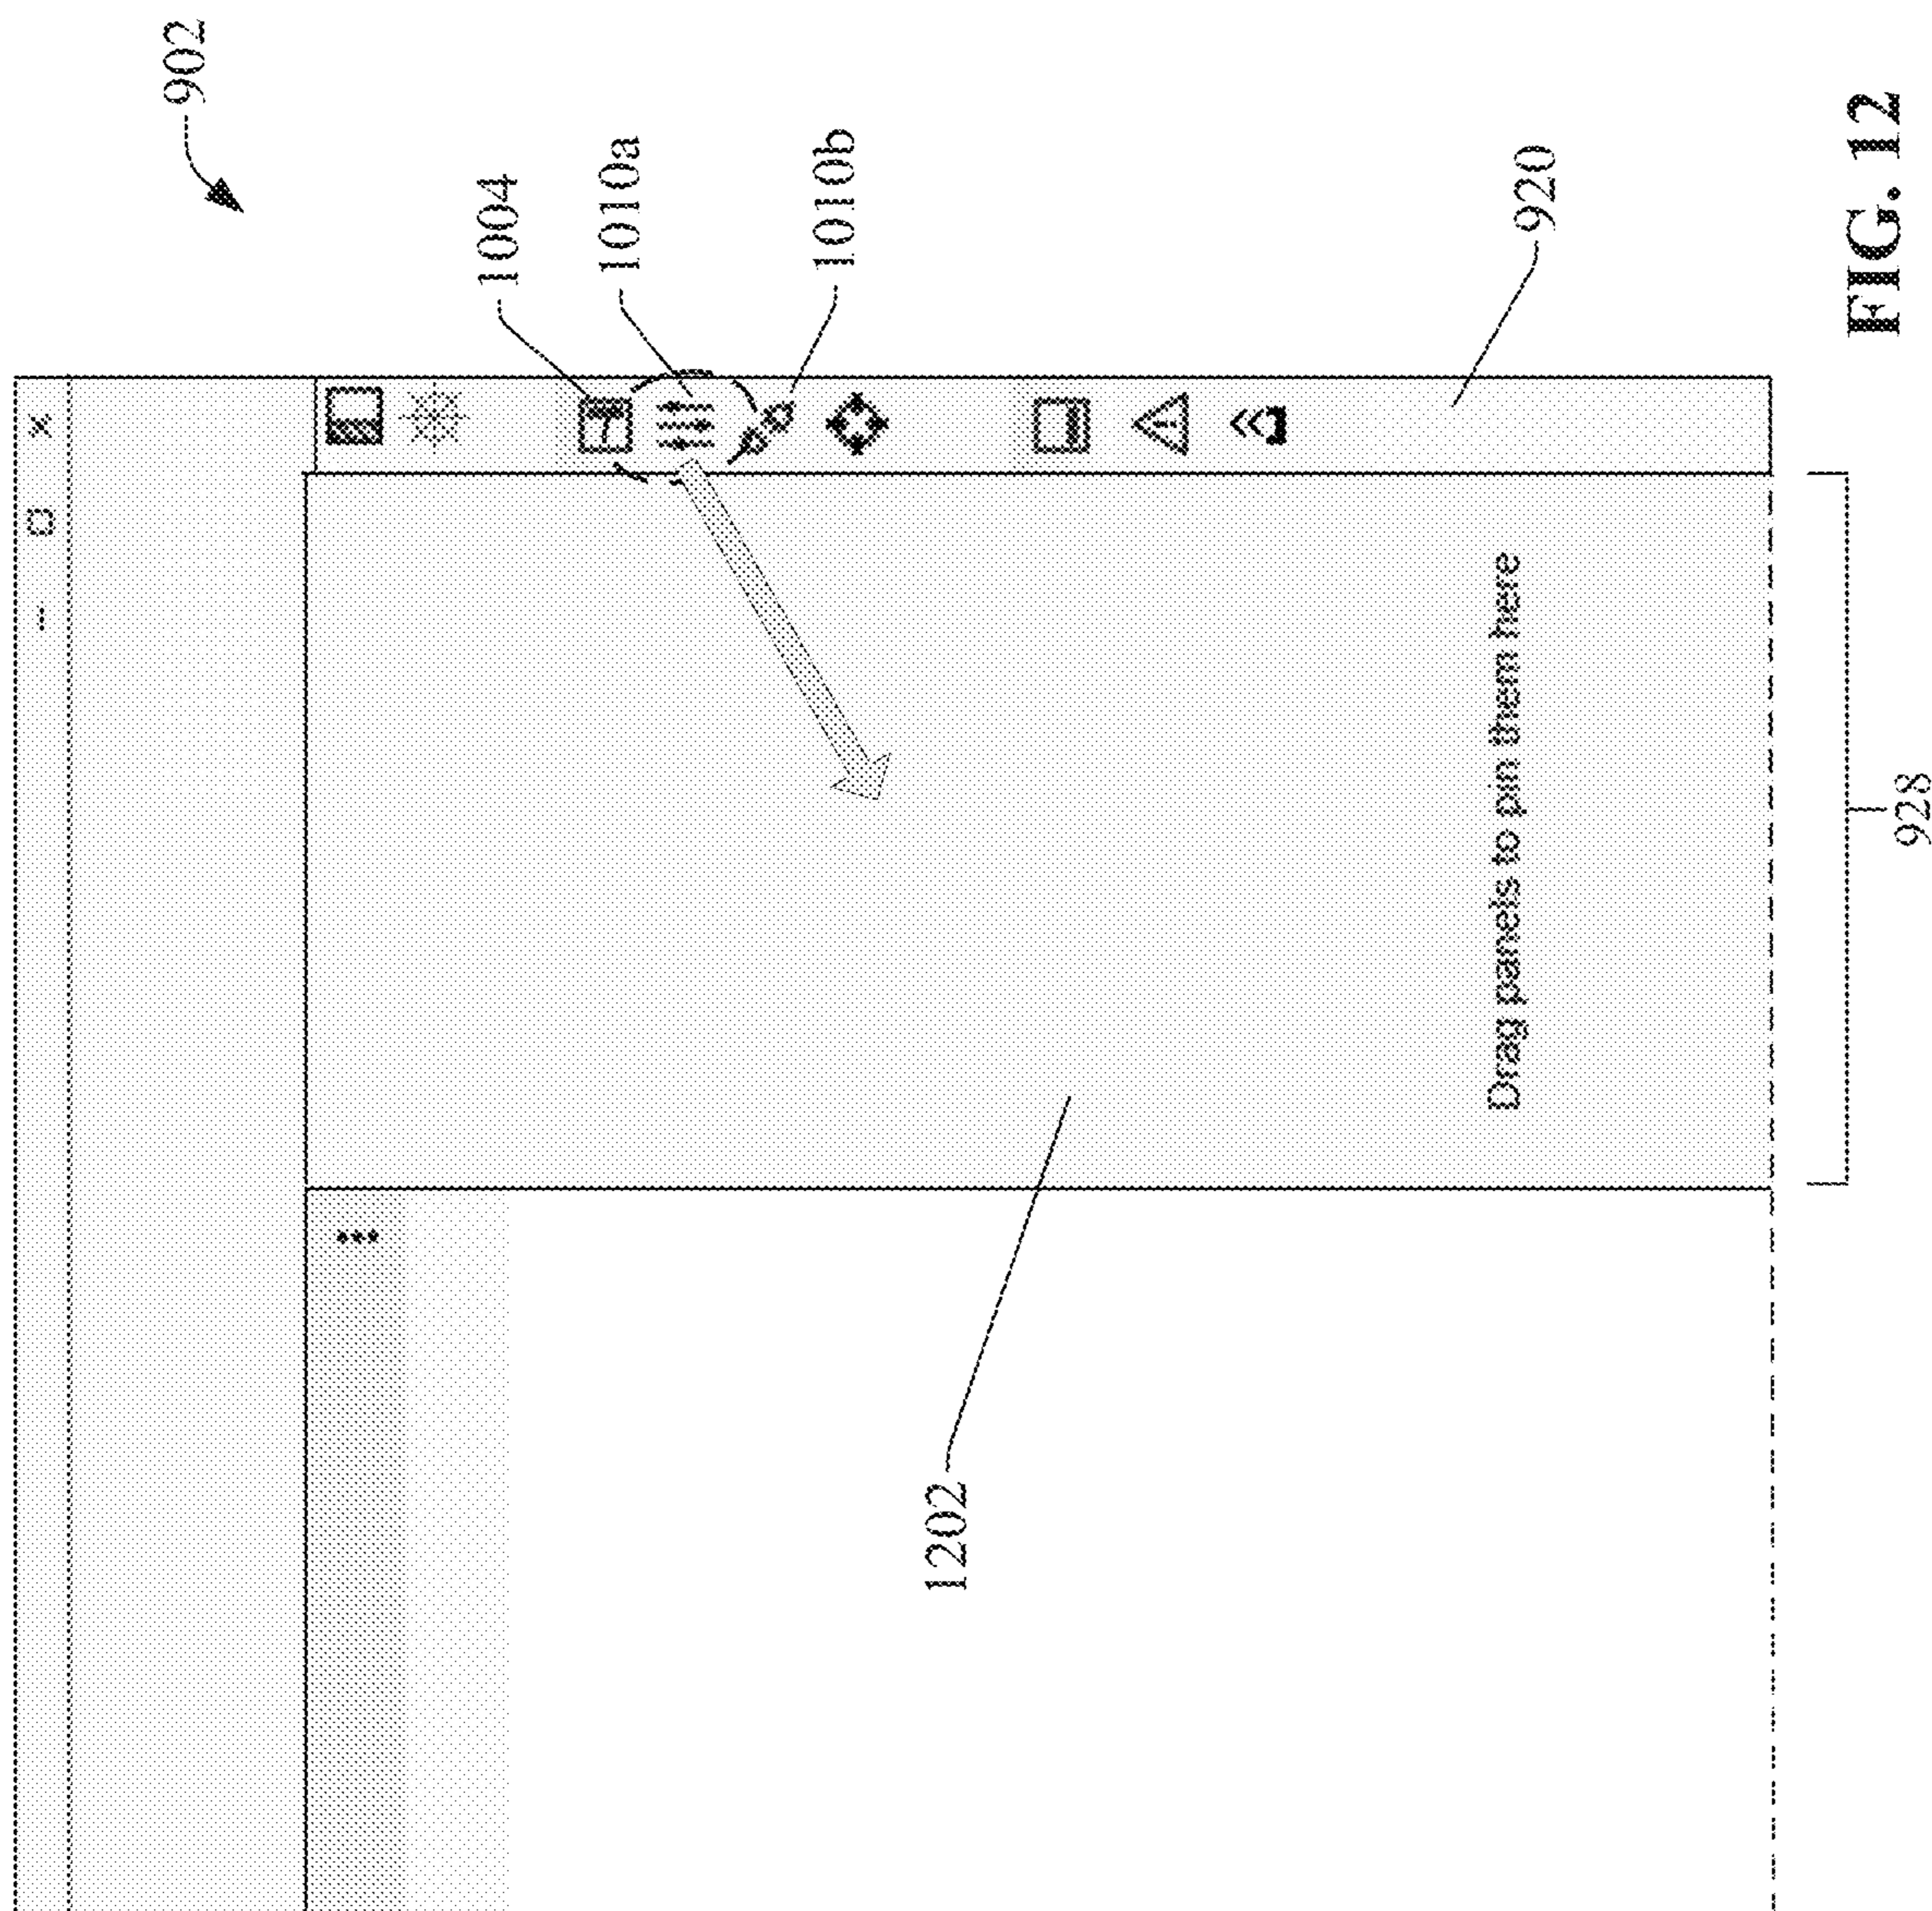 902
1004
1010a
1010b
920
1202
Drag panels to pin them here
928
FIG. 12